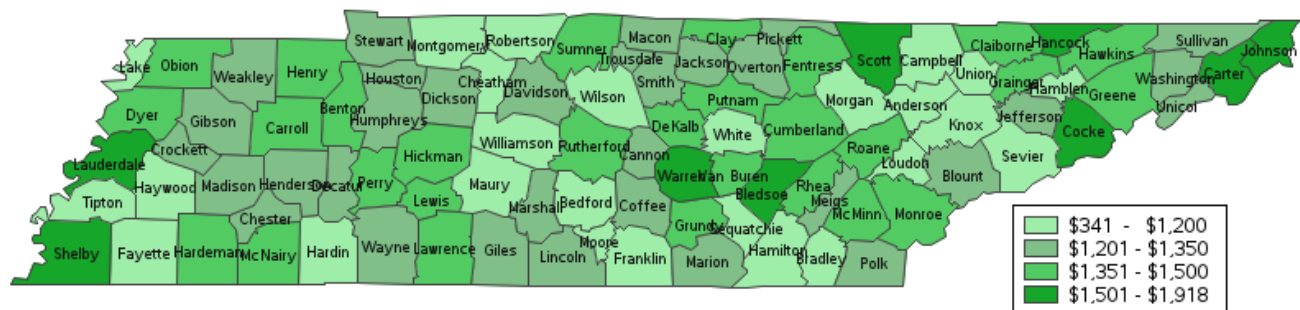 Stewart
Montgomery
Robertson
Sumner
Macon
Clay
Pickett
Scott
Campbell
Claiborne
Hancock
Hawkins
Sullivan
Johnson
Lake
Obion
Weakley
Henry
Houston
Cheatham
Trousdale
Smith
Jackson
Overton
Fentress
Union
Grainger
Hamblen
Washington
Carter
Dyer
Gibson
Carroll
Benton
Humphreys
Dickson
Davidson
Wilson
Putnam
Morgan
Anderson
Knox
Jefferson
Greene
Unicoi
Lauderdale
Crockett
Haywood
Madison
Henderson
Decatur
Perry
Hickman
Williamson
Rutherford
Cannon
DeKalb
White
Cumberland
Roane
Loudon
Blount
Sevier
Cocke
Tipton
Chester
Lewis
Maury
Marshall
Bedford
Coffee
Warren
Van Buren
Bledsoe
Rhea
Meigs
McMinn
Monroe
Shelby
Fayette
Hardeman
McNairy
Hardin
Wayne
Lawrence
Giles
Lincoln
Moore
Franklin
Grundy
Sequatchie
Marion
Hamilton
Bradley
Polk
$341 - $1,200
$1,201 - $1,350
$1,351 - $1,500
$1,501 - $1,918